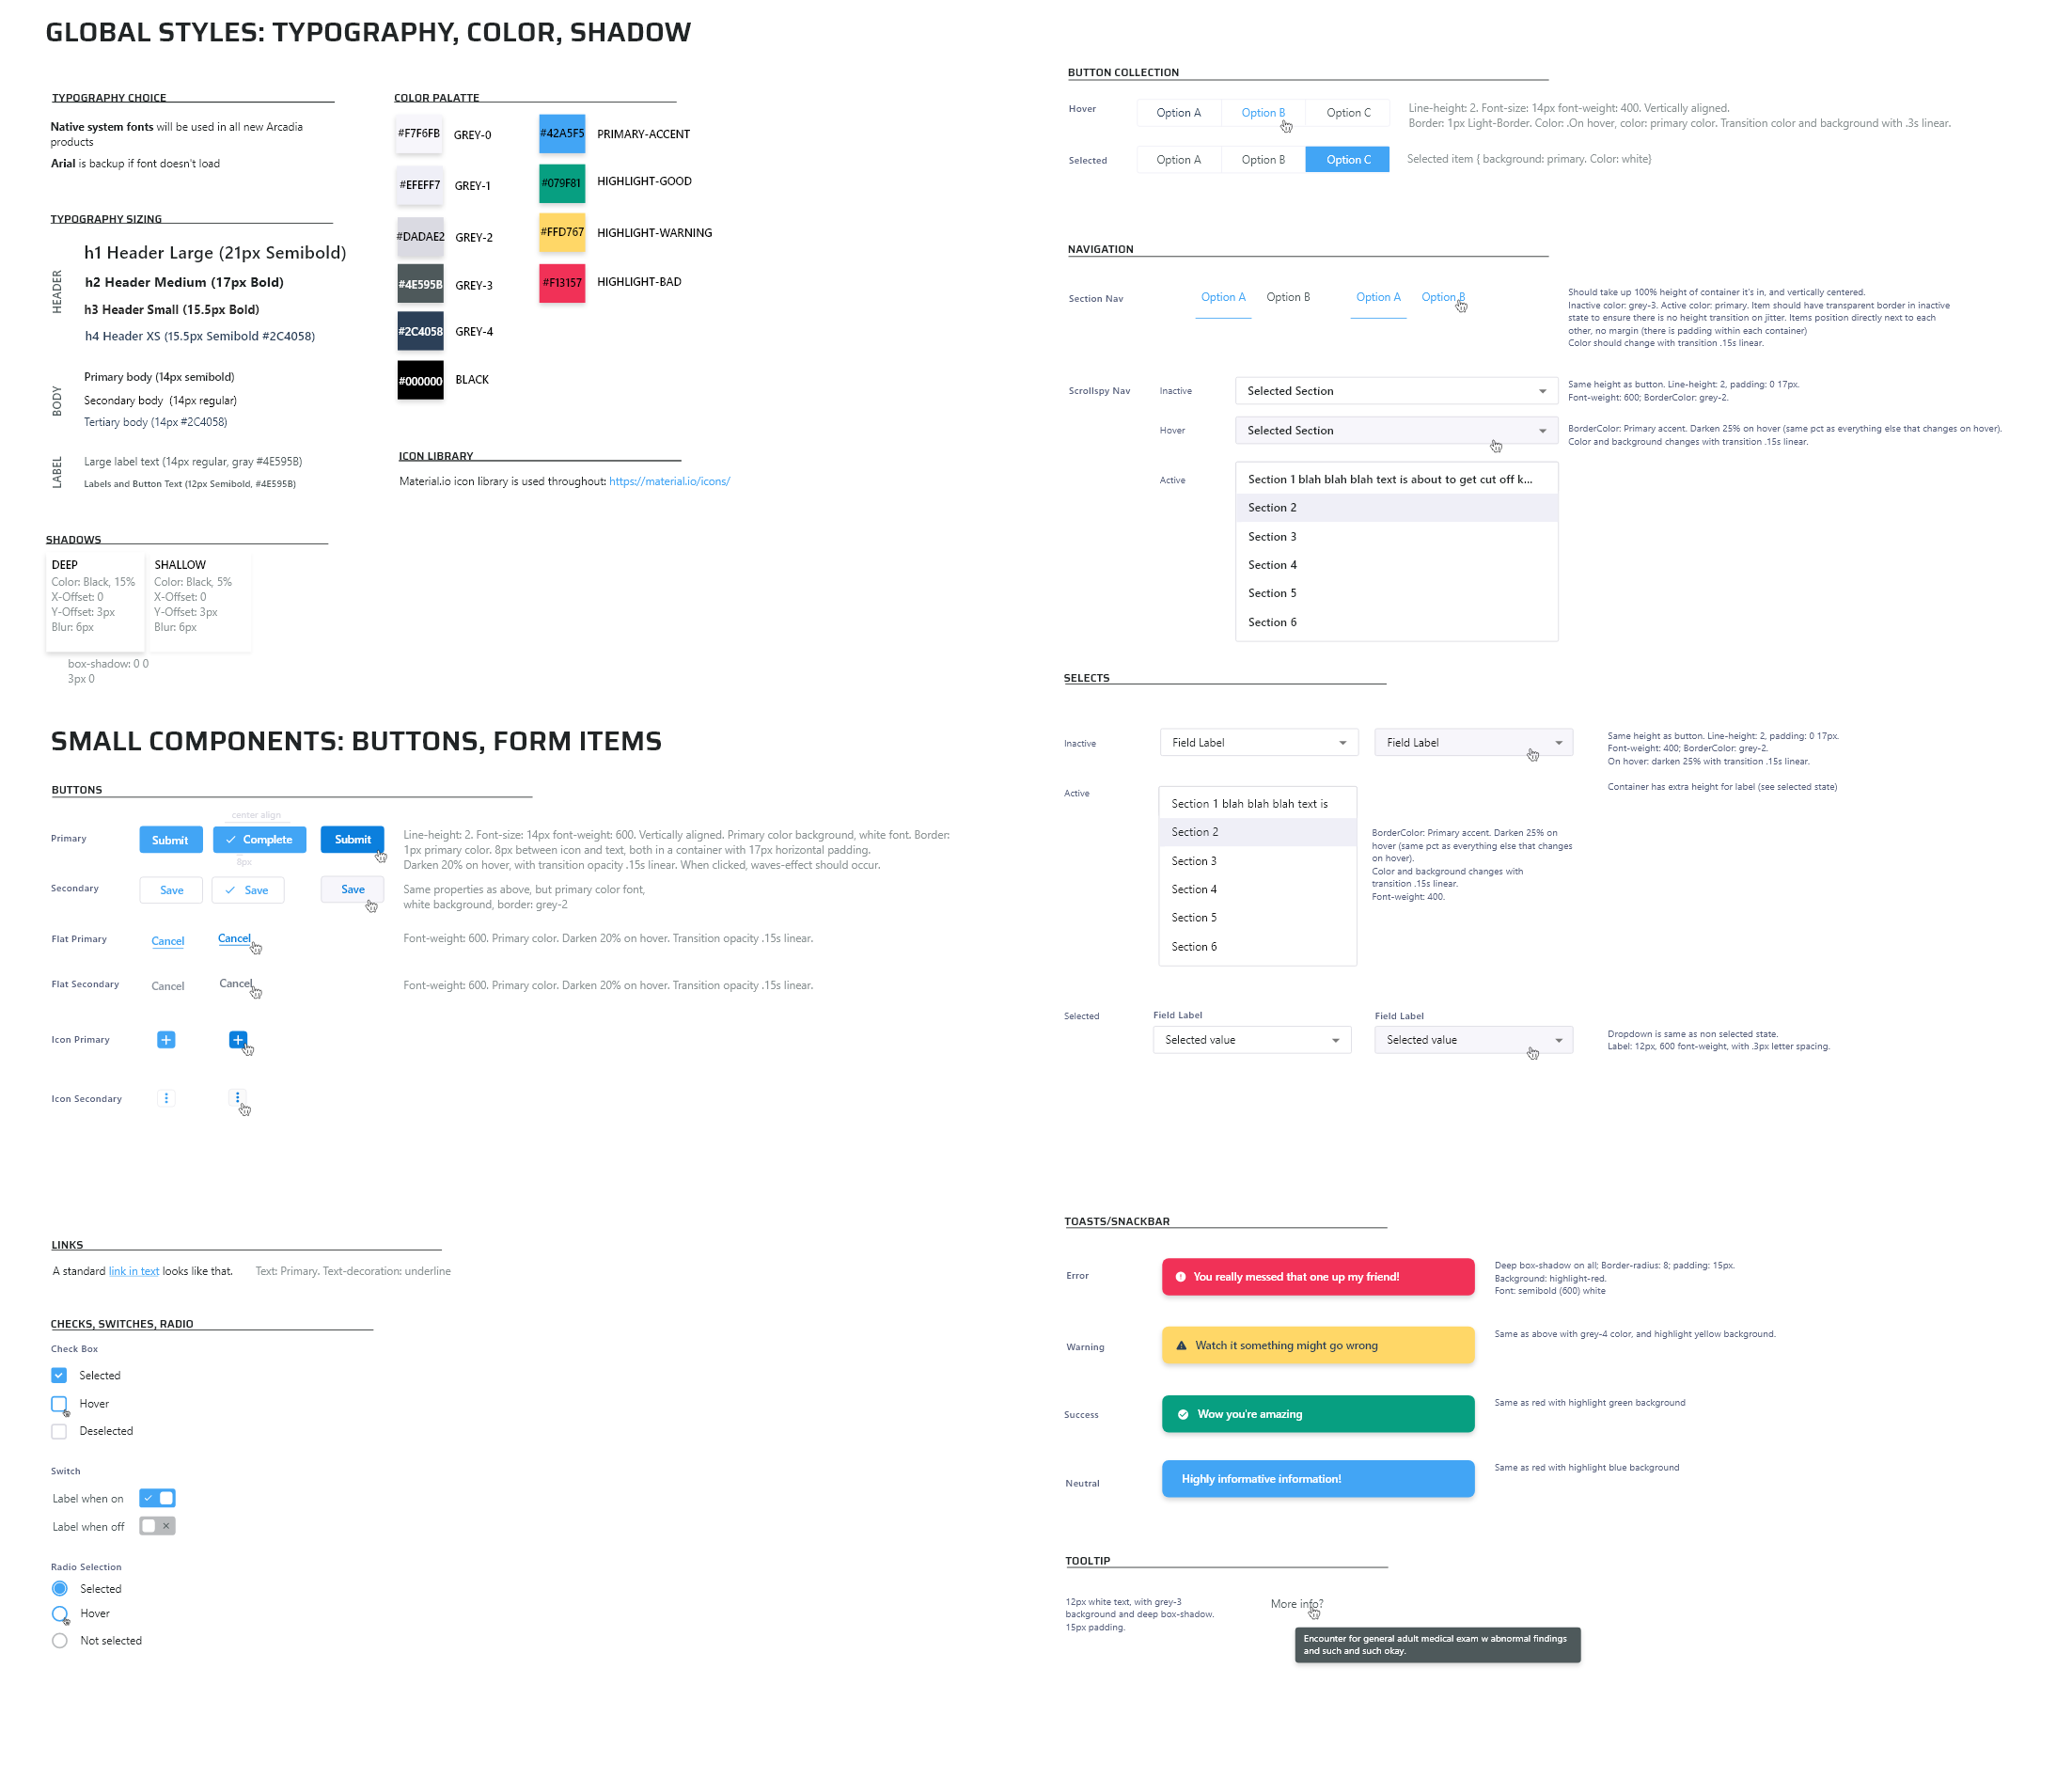 GLOBAL STYLES: TYPOGRAPHY, COLOR, SHADOW
TYPOGRAPHY CHOICE
Native system fonts will be used in all new Arcadia
products
Arial is backup if font doesn't load
TYPOGRAPHY SIZING
HEADER
h1 Header Large (21px Semibold)
h2 Header Medium (17px Bold)
h3 Header Small (15.5px Bold)
h4 Header XS (15.5px Semibold #2C4058)
BODY
Primary body (14px semibold)
Secondary body (14px regular)
Tertiary body (14px #2C4058)
LABEL
Large label text (14px regular, gray #4E595B)
Labels and Button Text (12px Semibold, #4E595B)
COLOR PALATTE
#F7F6FB GREY-0
#EFEFF7 GREY-1
#DADAE2 GREY-2
#4E595B GREY-3
#2C4058 GREY-4
#000000 BLACK
#42A5F5 PRIMARY-ACCENT
#079F81 HIGHLIGHT-GOOD
#FFD767 HIGHLIGHT-WARNING
#F13157 HIGHLIGHT-BAD
ICON LIBRARY
Material.io icon library is used throughout: https://material.io/icons/
SHADOWS
DEEP
Color: Black, 15%
X-Offset: 0
Y-Offset: 3px
Blur: 6px
SHALLOW
Color: Black, 5%
X-Offset: 0
Y-Offset: 3px
Blur: 6px
box-shadow: 0 0
3px 0
SMALL COMPONENTS: BUTTONS, FORM ITEMS
BUTTONS
center align
Primary
Submit
Complete
Submit
8px
Line-height: 2. Font-size: 14px font-weight: 600. Vertically aligned. Primary color background, white font. Border:
1px primary color. 8px between icon and text, both in a container with 17px horizontal padding.
Darken 20% on hover, with transition opacity .15s linear. When clicked, waves-effect should occur.
Secondary
Save
Save
Save
Same properties as above, but primary color font,
white background, border: grey-2
Flat Primary
Cancel
Cancel
Font-weight: 600. Primary color. Darken 20% on hover. Transition opacity .15s linear.
Flat Secondary
Cancel
Cancel
Font-weight: 600. Primary color. Darken 20% on hover. Transition opacity .15s linear.
Icon Primary
Icon Secondary
LINKS
A standard link in text looks like that.
Text: Primary. Text-decoration: underline
CHECKS, SWITCHES, RADIO
Check Box
Selected
Hover
Deselected
Switch
Label when on
Label when off
Radio Selection
Selected
Hover
Not selected
BUTTON COLLECTION
Hover
Option A
Option B
Option C
Line-height: 2. Font-size: 14px font-weight: 400. Vertically aligned.
Border: 1px Light-Border. Color: .On hover, color: primary color. Transition color and background with .3s linear.
Selected
Option A
Option B
Option C
Selected item { background: primary. Color: white}
NAVIGATION
Section Nav
Option A
Option B
Option A
Option B
Should take up 100% height of container it's in, and vertically centered.
Inactive color: grey-3. Active color: primary. Item should have transparent border in inactive
state to ensure there is no height transition on jitter. Items position directly next to each
other, no margin (there is padding within each container)
Color should change with transition .15s linear.
Scrollspy Nav
Inactive
Selected Section
Same height as button. Line-height: 2, padding: 0 17px.
Font-weight: 600; BorderColor: grey-2.
Hover
Selected Section
BorderColor: Primary accent. Darken 25% on hover (same pct as everything else that changes on hover).
Color and background changes with transition .15s linear.
Active
Section 1 blah blah blah text is about to get cut off k...
Section 2
Section 3
Section 4
Section 5
Section 6
SELECTS
Inactive
Field Label
Field Label
Same height as button. Line-height: 2, padding: 0 17px.
Font-weight: 400; BorderColor: grey-2.
On hover: darken 25% with transition .15s linear.
Container has extra height for label (see selected state)
Active
Section 1 blah blah blah text is
Section 2
Section 3
Section 4
Section 5
Section 6
BorderColor: Primary accent. Darken 25% on
hover (same pct as everything else that changes
on hover).
Color and background changes with
transition .15s linear.
Font-weight: 400.
Selected
Field Label
Selected value
Field Label
Selected value
Dropdown is same as non selected state.
Label: 12px, 600 font-weight, with .3px letter spacing.
TOASTS/SNACKBAR
Error
You really messed that one up my friend!
Deep box-shadow on all; Border-radius: 8; padding: 15px.
Background: highlight-red.
Font: semibold (600) white
Warning
Watch it something might go wrong
Same as above with grey-4 color, and highlight yellow background.
Success
Wow you're amazing
Same as red with highlight green background
Neutral
Highly informative information!
Same as red with highlight blue background
TOOLTIP
12px white text, with grey-3
background and deep box-shadow.
15px padding.
More info?
Encounter for general adult medical exam w abnormal findings
and such and such okay.